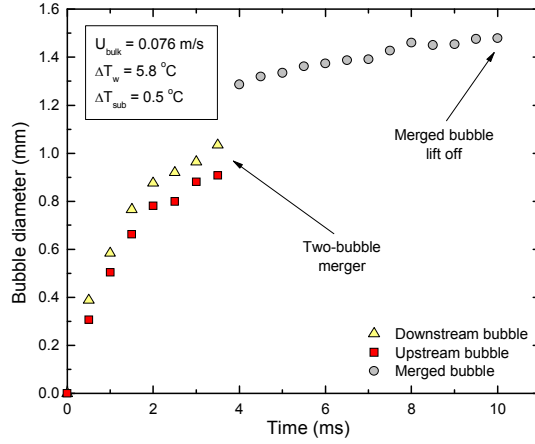 U_bulk = 0.076 m/s
ΔT_w = 5.8 °C
ΔT_sub = 0.5 °C
Merged bubble
lift off
Two-bubble
merger
Downstream bubble
Upstream bubble
Merged bubble
Bubble diameter (mm)
1.6
1.4
1.2
1.0
0.8
0.6
0.4
0.2
0.0
0 2 4 6 8 10
Time (ms)